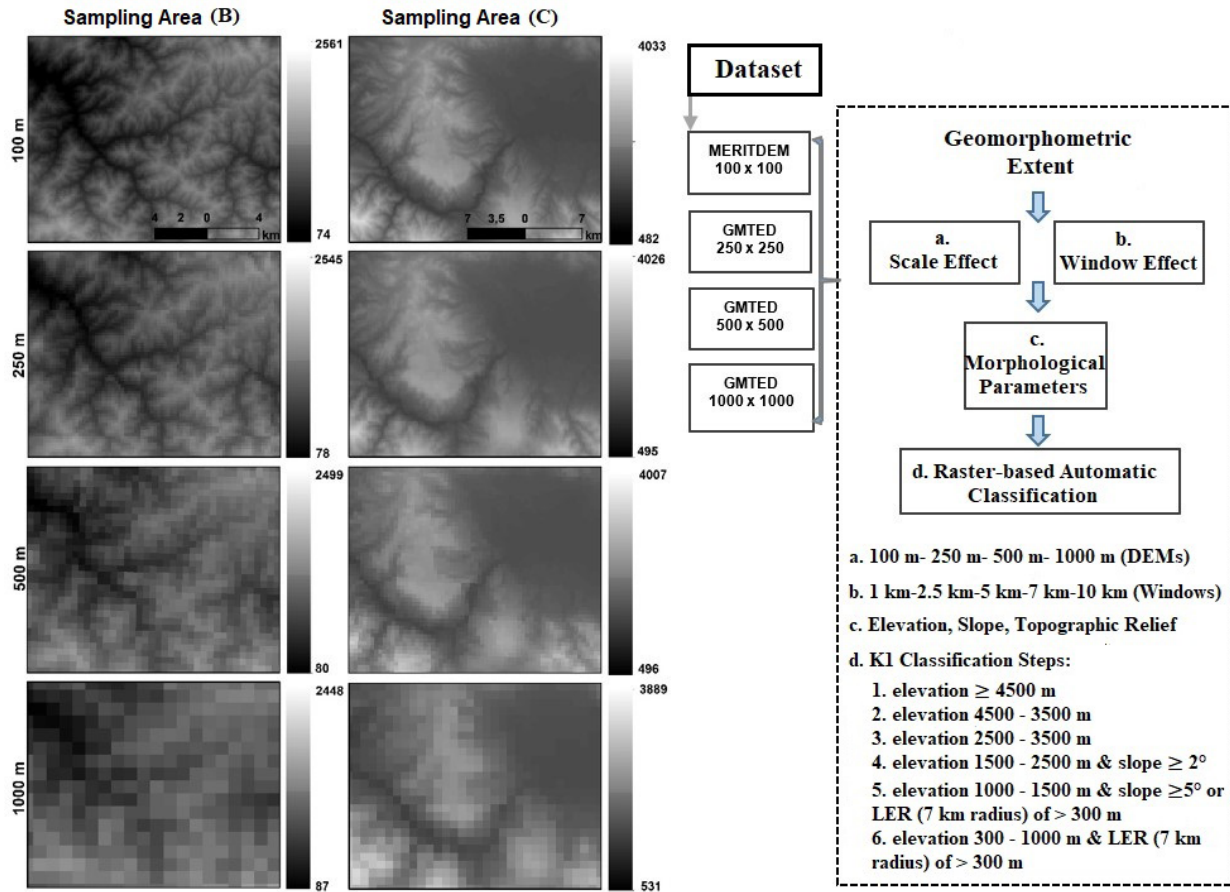 Sampling Area (B)
Sampling Area (C)
100 m
2561
74
4 2 0 4
km
4033
482
7 3,5 0 7
km
250 m
2545
78
4026
495
500 m
2499
80
4007
496
1000 m
2448
87
3889
531
Dataset
MERITDEM
100 x 100
GMTED
250 x 250
GMTED
500 x 500
GMTED
1000 x 1000
Geomorphometric
Extent
a.
Scale Effect
b.
Window Effect
c.
Morphological
Parameters
d. Raster-based Automatic
Classification
a. 100 m- 250 m- 500 m- 1000 m (DEMs)
b. 1 km-2.5 km-5 km-7 km-10 km (Windows)
c. Elevation, Slope, Topographic Relief
d. K1 Classification Steps:
1. elevation ≥ 4500 m
2. elevation 4500 - 3500 m
3. elevation 2500 - 3500 m
4. elevation 1500 - 2500 m & slope ≥ 2°
5. elevation 1000 - 1500 m & slope ≥5° or
LER (7 km radius) of > 300 m
6. elevation 300 - 1000 m & LER (7 km
radius) of > 300 m